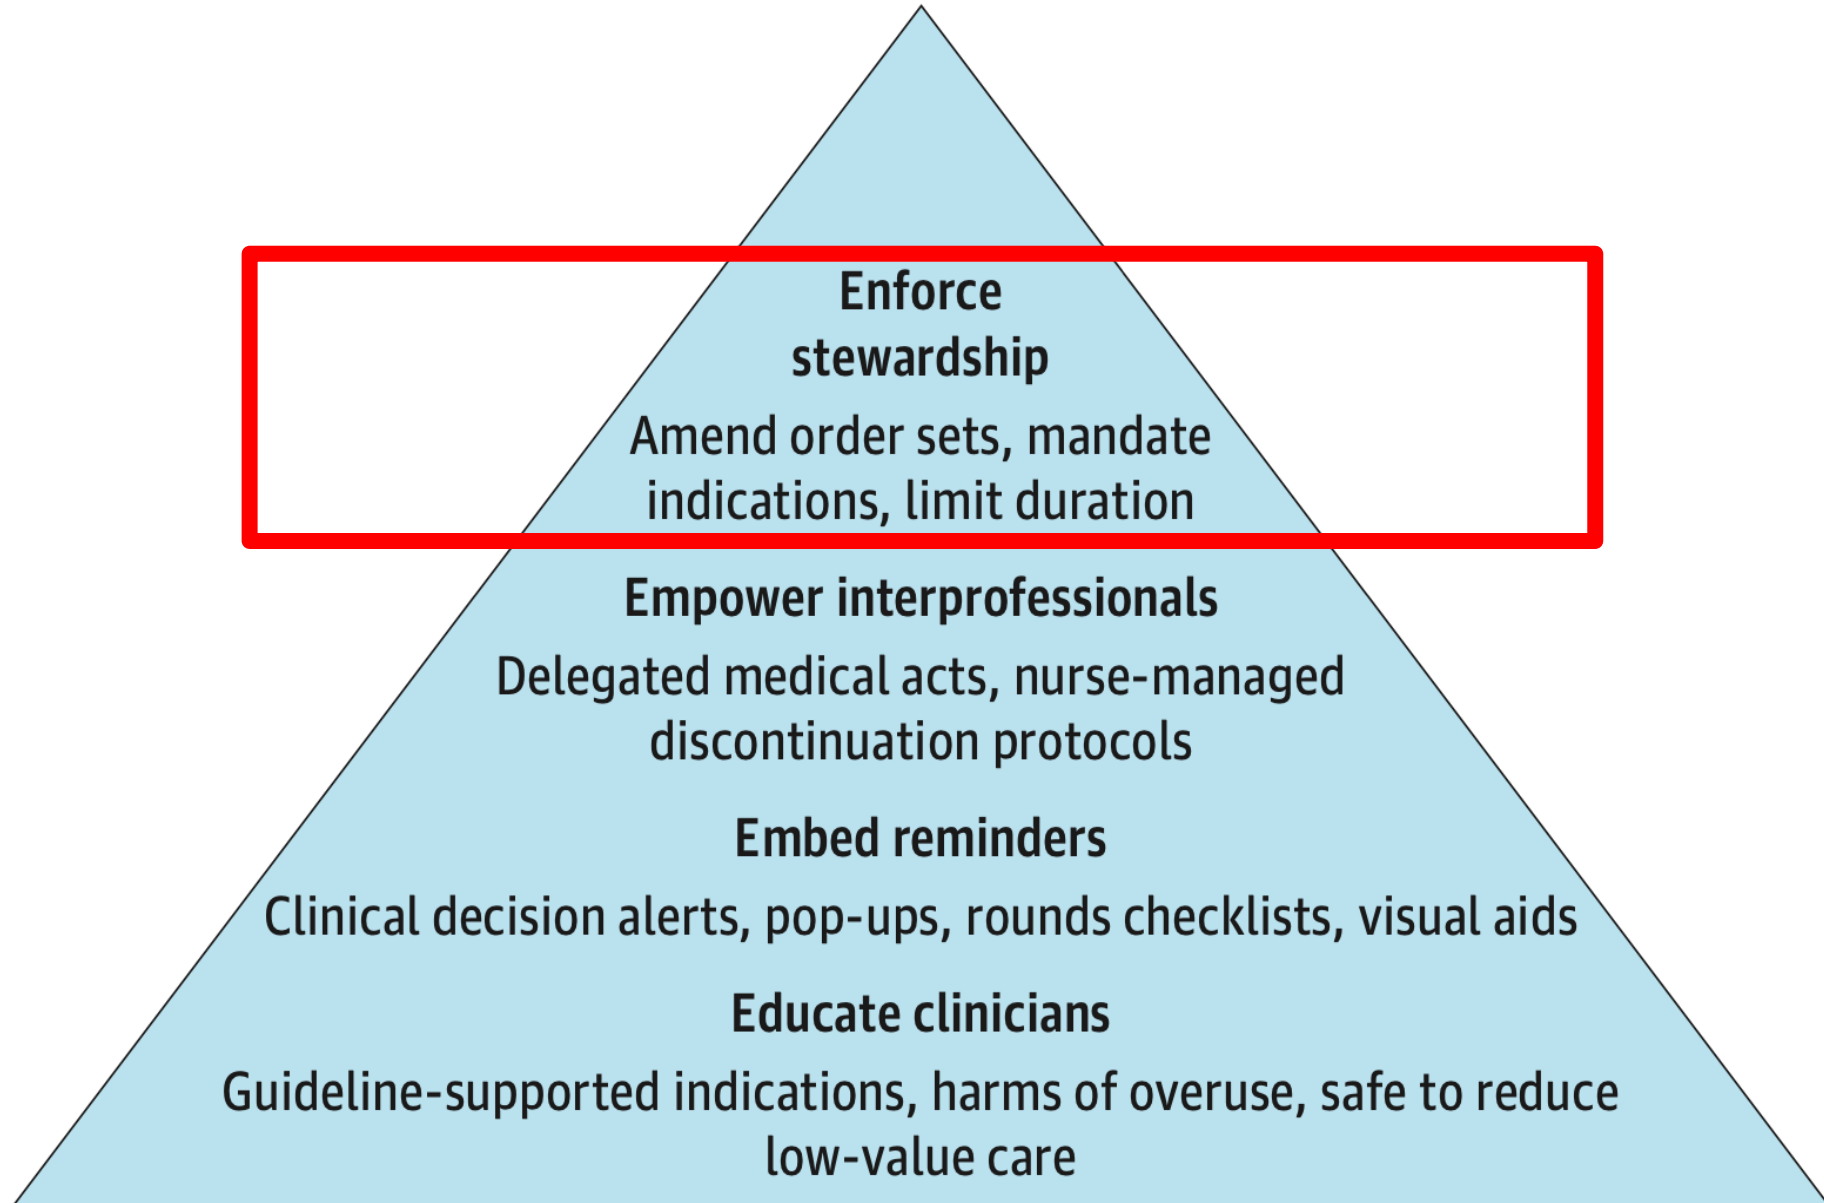 Enforce
stewardship
Amend order sets, mandate
indications, limit duration
Empower interprofessionals
Delegated medical acts, nurse-managed
discontinuation protocols
Embed reminders
Clinical decision alerts, pop-ups, rounds checklists, visual aids
Educate clinicians
Guideline-supported indications, harms of overuse, safe to reduce
low-value care